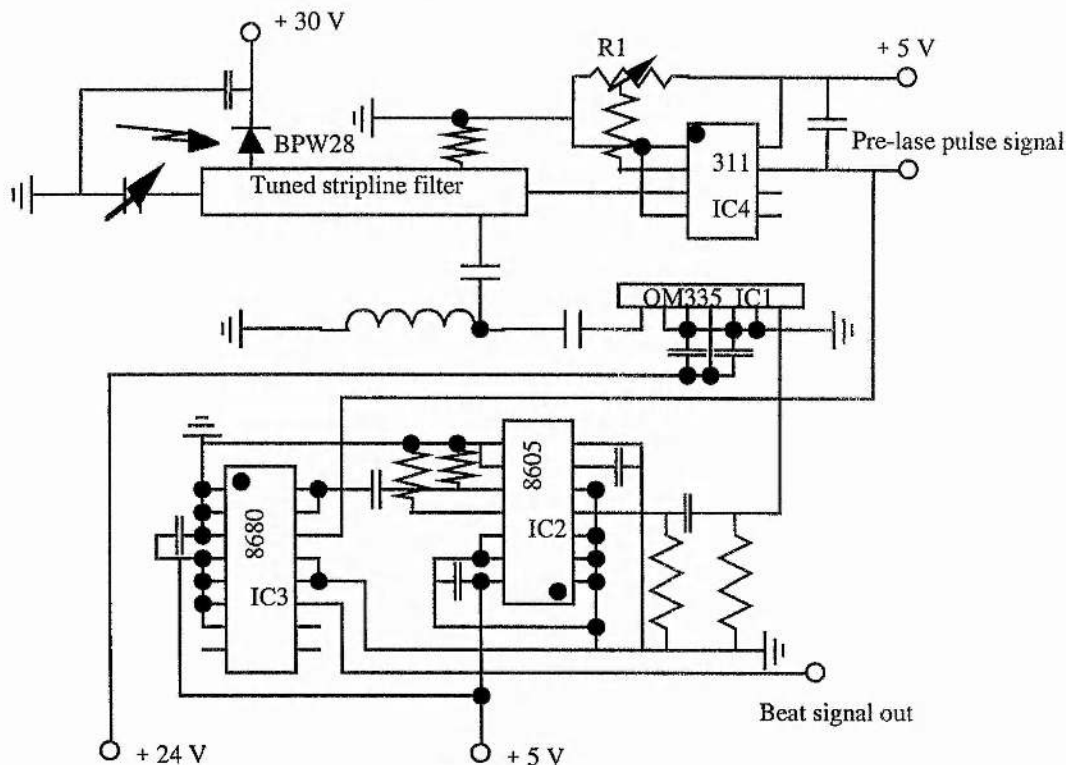 + 30 V
R1
+ 5 V
BPW28
Pre-lase pulse signal
311
Tuned stripline filter
IC4
OM335 IC1
8605
8680
IC2
IC3
Beat signal out
+ 24 V
+ 5 V